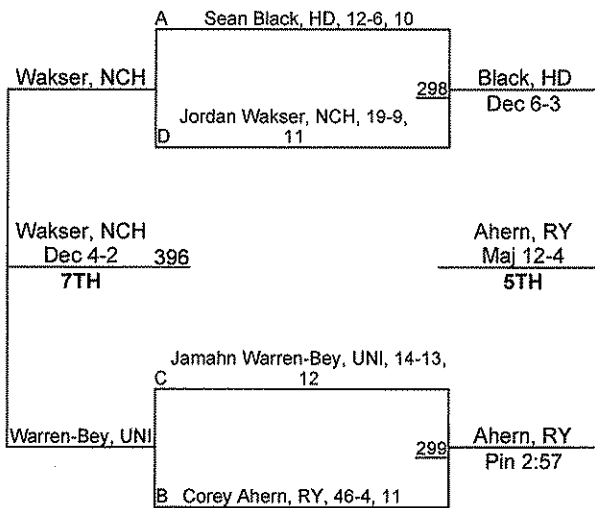 A Sean Black, HD, 12-6, 10
Wakser, NCH
298
Black, HD
Dec 6-3
Jordan Wakser, NCH, 19-9,
D 11
Wakser, NCH
Dec 4-2 396
7TH
Ahern, RY
Maj 12-4
5TH
Jamahn Warren-Bey, UNI, 14-13,
C 12
Warren-Bey, UNI
299
Ahern, RY
Pin 2:57
B Corey Ahern, RY, 46-4, 11